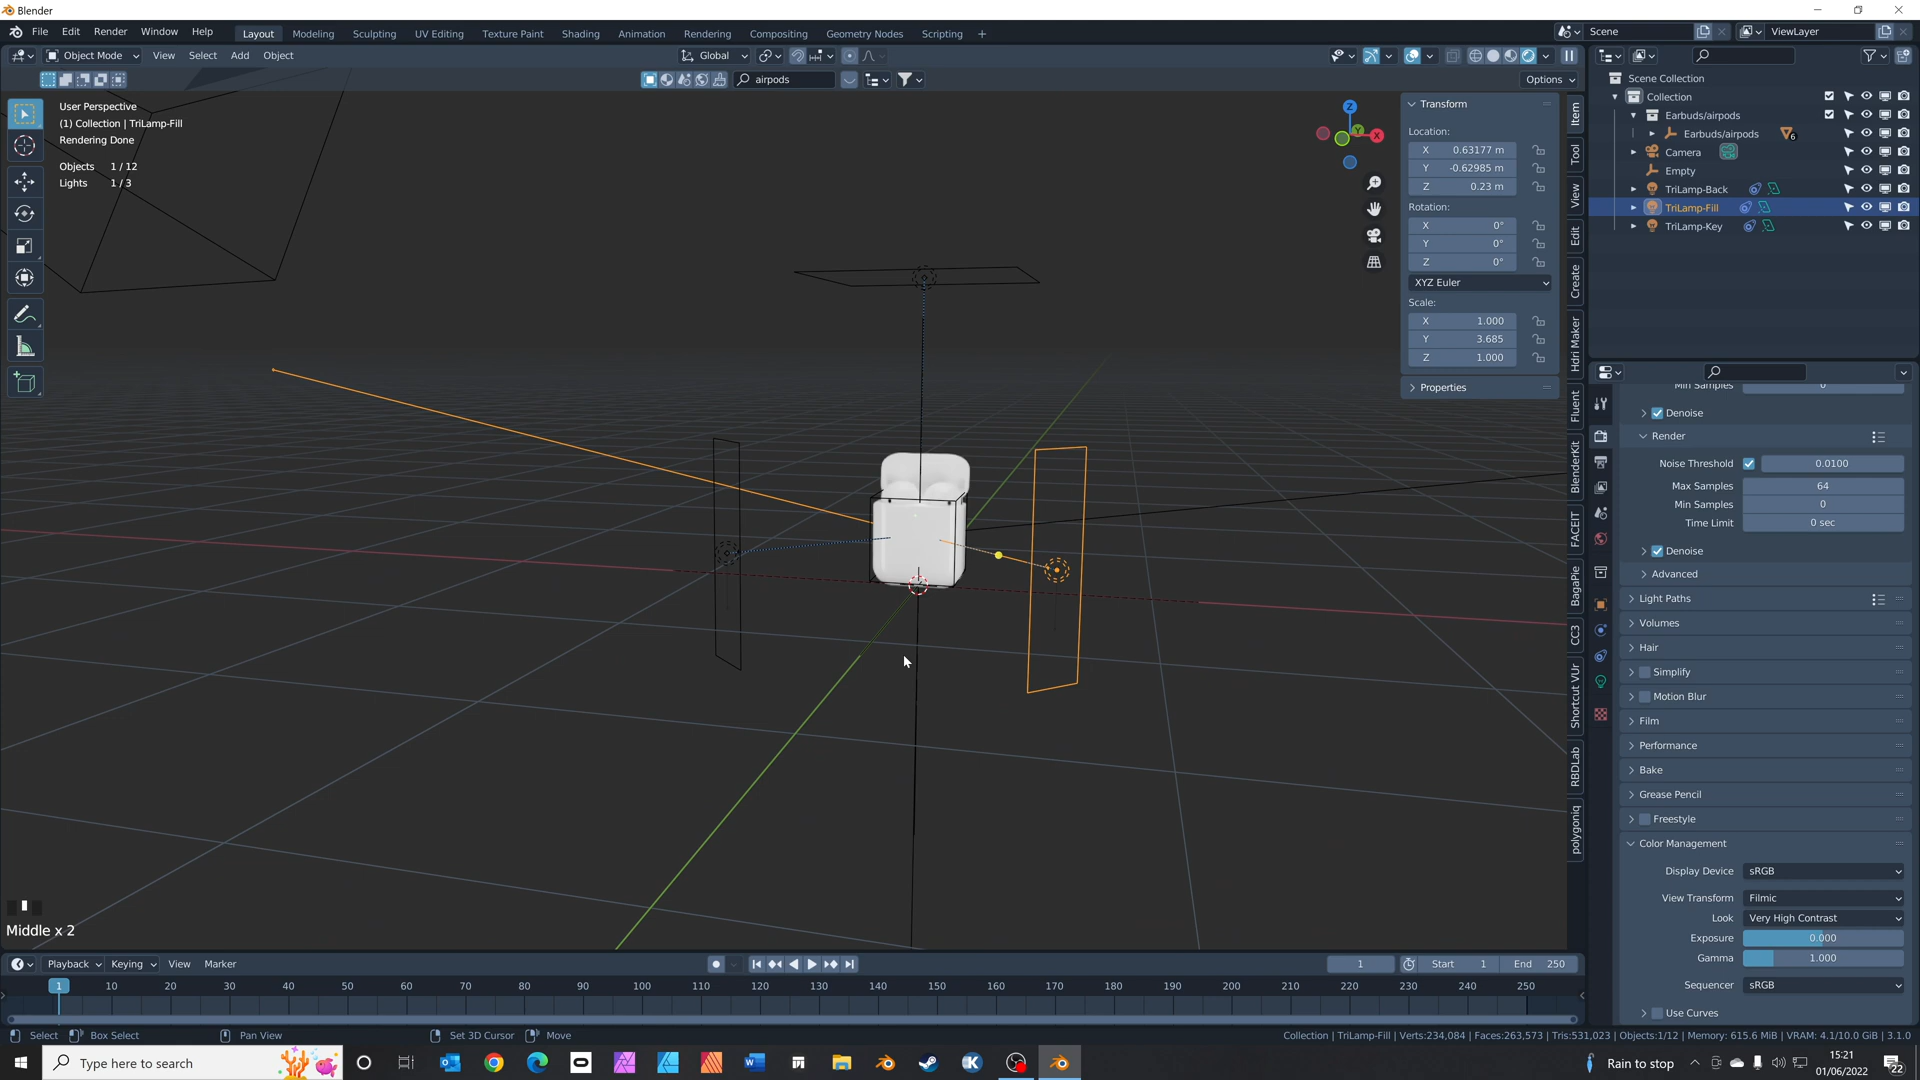 Blender
File Edit Render Window Help Layout Modeling Sculpting UV Editing Texture Paint Shading Animation Rendering Compositing Geometry Nodes Scripting + Scene ViewLayer
Object Mode View Select Add Object Global
airpods Options
User Perspective
(1) Collection | TriLamp-Fill
Rendering Done
Objects 1 / 12
Lights 1 / 3
Z
Y
X
Transform
Location:
X 0.63177 m
Y -0.62985 m
Z 0.23 m
Rotation:
X 0°
Y 0°
Z 0°
XYZ Euler
Scale:
X 1.000
Y 3.685
Z 1.000
Properties
Item
Tool
View
Edit
Create
Hdri Maker
Fluent
BlenderKit
FACEIT
BagaPie
CC3
Shortcut VUr
RBDLab
polygoniq
Scene Collection
Collection
Earbuds/airpods
Earbuds/airpods 6
Camera
Empty
TriLamp-Back
TriLamp-Fill
TriLamp-Key
Min Samples 0
Denoise
Render
Noise Threshold 0.0100
Max Samples 64
Min Samples 0
Time Limit 0 sec
Denoise
Advanced
Light Paths
Volumes
Hair
Simplify
Motion Blur
Film
Performance
Bake
Grease Pencil
Freestyle
Color Management
Display Device sRGB
View Transform Filmic
Look Very High Contrast
Exposure 0.000
Gamma 1.000
Sequencer sRGB
Use Curves
Middle x 2
Playback Keying View Marker 1 Start 1 End 250
1 10 20 30 40 50 60 70 80 90 100 110 120 130 140 150 160 170 180 190 200 210 220 230 240 250
Select Box Select Pan View Set 3D Cursor Move Collection | TriLamp-Fill | Verts:234,084 | Faces:263,573 | Tris:531,023 | Objects:1/12 | Memory: 615.6 MiB | VRAM: 4.1/10.0 GiB | 3.1.0
Type here to search Rain to stop 15:21
01/06/2022 22